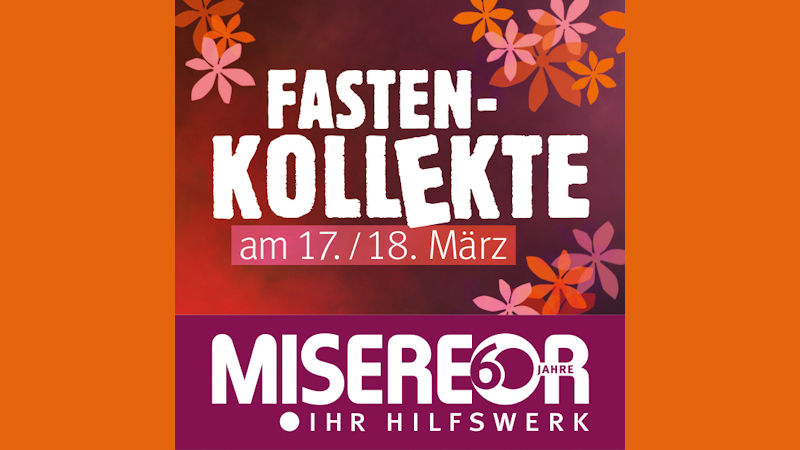 FASTEN-
KOLLEKTE
am 17. / 18. März
MISEREOR
60 JAHRE
IHR HILFSWERK